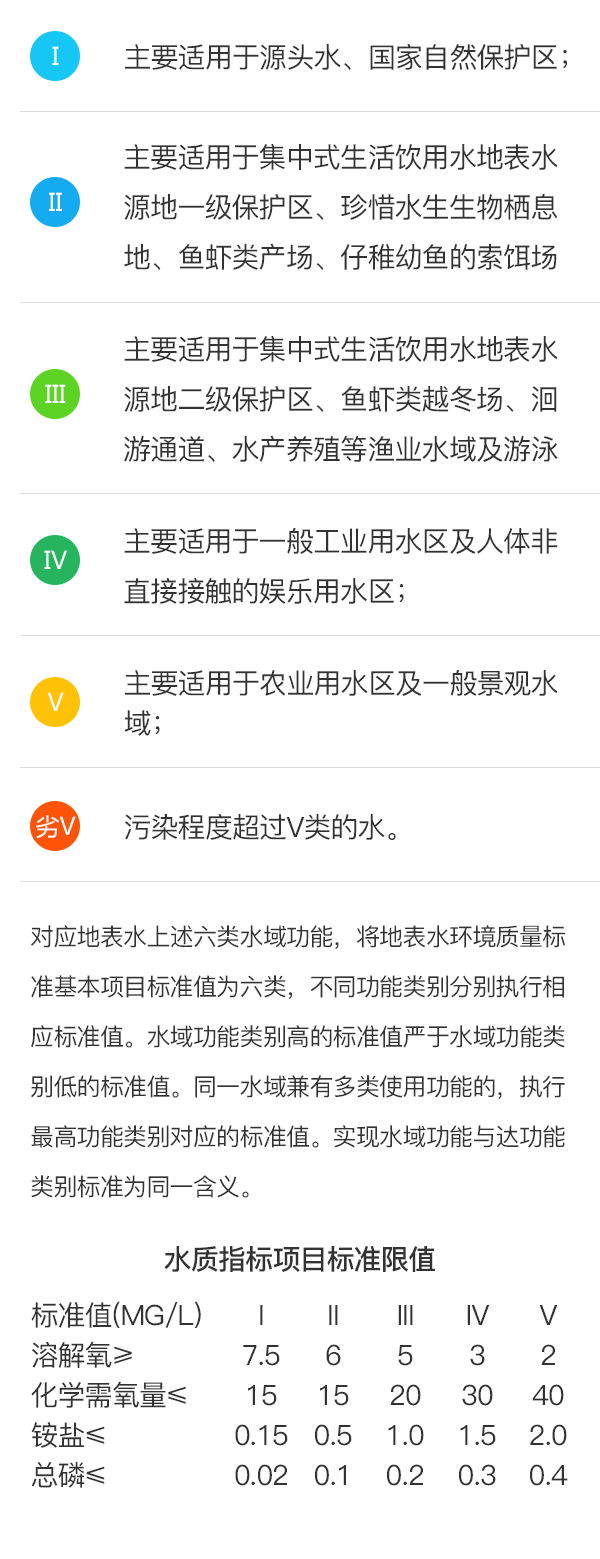 I
主要适用于源头水、国家自然保护区；
II
主要适用于集中式生活饮用水地表水
源地一级保护区、珍惜水生生物栖息
地、鱼虾类产场、仔稚幼鱼的索饵场
III
主要适用于集中式生活饮用水地表水
源地二级保护区、鱼虾类越冬场、洄
游通道、水产养殖等渔业水域及游泳
IV
主要适用于一般工业用水区及人体非
直接接触的娱乐用水区；
V
主要适用于农业用水区及一般景观水
域；
劣V
污染程度超过V类的水。
对应地表水上述六类水域功能，将地表水环境质量标
准基本项目标准值为六类，不同功能类别分别执行相
应标准值。水域功能类别高的标准值严于水域功能类
别低的标准值。同一水域兼有多类使用功能的，执行
最高功能类别对应的标准值。实现水域功能与达功能
类别标准为同一含义。
水质指标项目标准限值
标准值(MG/L) I II III IV V
溶解氧≥ 7.5 6 5 3 2
化学需氧量≤ 15 15 20 30 40
铵盐≤ 0.15 0.5 1.0 1.5 2.0
总磷≤ 0.02 0.1 0.2 0.3 0.4